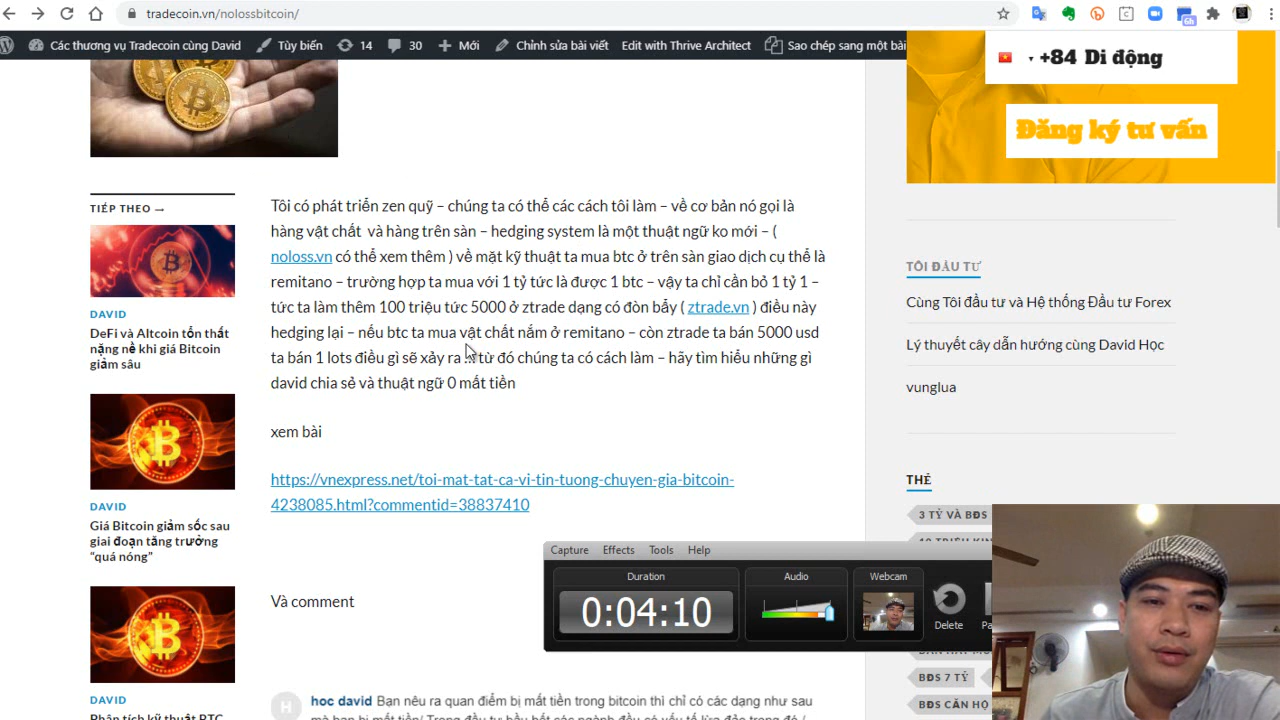 tradecoin.vn/nolossbitcoin/
Các thương vụ Tradecoin cùng David
Tùy biến
14
30
Mới
Chỉnh sửa bài viết
Edit with Thrive Architect
Sao chép sang một bài
+84 Di động
Đăng ký tư vấn
TIẾP THEO →
DAVID
DeFi và Altcoin tổn thất
nặng nề khi giá Bitcoin
giảm sâu
DAVID
Giá Bitcoin giảm sốc sau
giai đoạn tăng trưởng
“quá nóng”
DAVID
Phân tích kỹ thuật BTC
Tôi có phát triển zen quỹ – chúng ta có thể các cách tôi làm – về cơ bản nó gọi là
hàng vật chất và hàng trên sàn – hedging system là một thuật ngữ ko mới – (
noloss.vn có thể xem thêm ) về mặt kỹ thuật ta mua btc ở trên sàn giao dịch cụ thể là
remitano – trường hợp ta mua với 1 tỷ tức là được 1 btc – vậy ta chỉ cần bỏ 1 tỷ 1 –
tức ta làm thêm 100 triệu tức 5000 ở ztrade dạng có đòn bẩy ( ztrade.vn ) điều này
hedging lại – nếu btc ta mua vật chất nắm ở remitano – còn ztrade ta bán 5000 usd
ta bán 1 lots điều gì sẽ xảy ra ... từ đó chúng ta có cách làm – hãy tìm hiểu những gì
david chia sẻ và thuật ngữ 0 mất tiền
xem bài
https://vnexpress.net/toi-mat-tat-ca-vi-tin-tuong-chuyen-gia-bitcoin-
4238085.html?commentid=38837410
Và comment
H
học david Bạn nêu ra quan điểm bị mất tiền trong bitcoin thì chỉ có các dạng như sau
TÔI ĐẦU TƯ
Cùng Tôi đầu tư và Hệ thống Đầu tư Forex
Lý thuyết cây dẫn hướng cùng David Học
vunglua
THẺ
3 TỶ VÀ BĐS
BĐS 7 TỶ
BĐS CĂN HỘ
Capture Effects Tools Help
Duration
0:04:10
Audio
Webcam
Delete